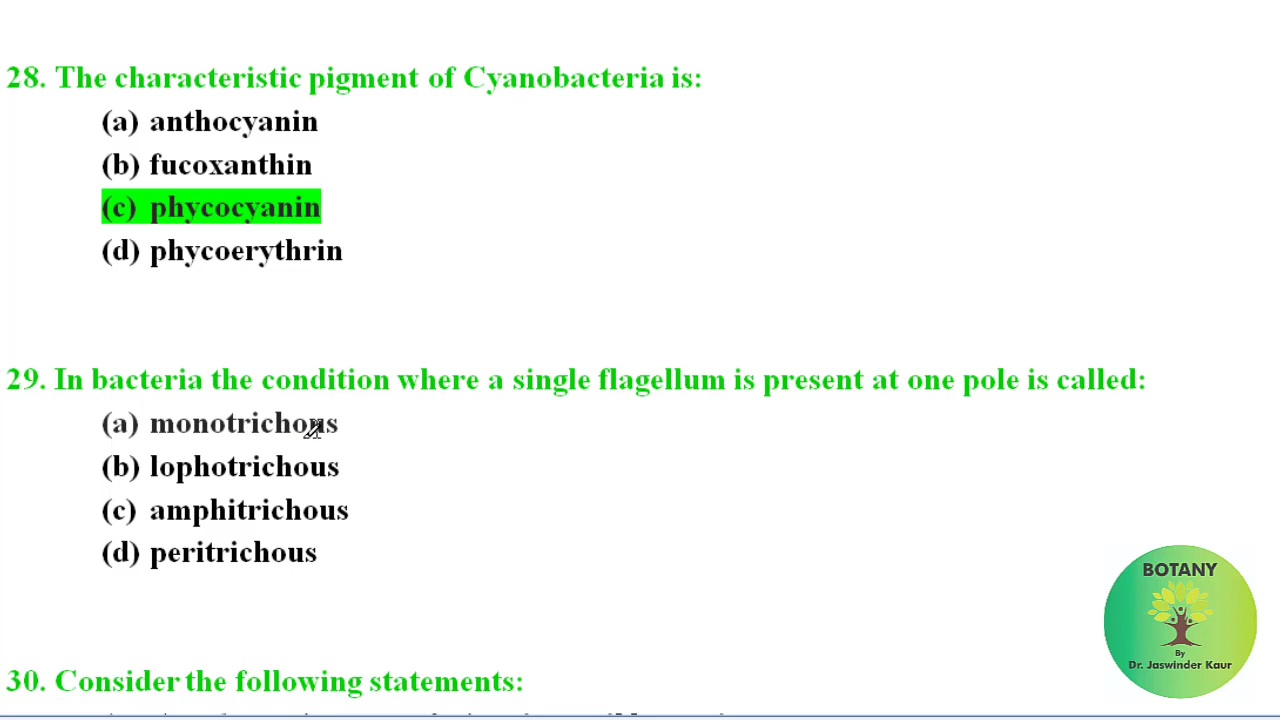 28. The characteristic pigment of Cyanobacteria is:
(a) anthocyanin
(b) fucoxanthin
(c) phycocyanin
(d) phycoerythrin
29. In bacteria the condition where a single flagellum is present at one pole is called:
(a) monotrichous
(b) lophotrichous
(c) amphitrichous
(d) peritrichous
BOTANY
By
Dr. Jaswinder Kaur
30. Consider the following statements: